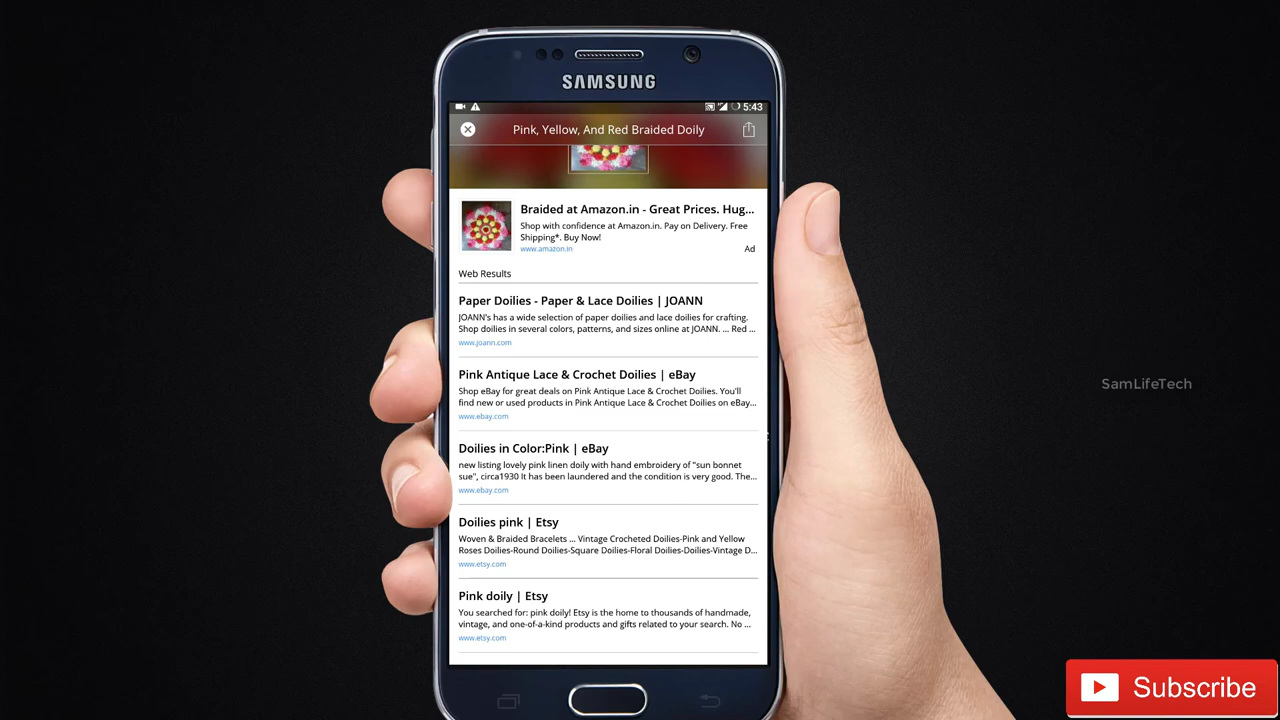 SAMSUNG
5:43
Pink, Yellow, And Red Braided Doily
Braided at Amazon.in - Great Prices. Hug...
Shop with confidence at Amazon.in. Pay on Delivery. Free
Shipping*. Buy Now!
www.amazon.in
Ad
Web Results
Paper Doilies - Paper & Lace Doilies | JOANN
JOANN's has a wide selection of paper doilies and lace doilies for crafting.
Shop doilies in several colors, patterns, and sizes online at JOANN. ... Red ...
www.joann.com
Pink Antique Lace & Crochet Doilies | eBay
Shop eBay for great deals on Pink Antique Lace & Crochet Doilies. You'll
find new or used products in Pink Antique Lace & Crochet Doilies on eBay...
www.ebay.com
Doilies in Color:Pink | eBay
new listing lovely pink linen doily with hand embroidery of "sun bonnet
sue", circa1930 It has been laundered and the condition is very good. The...
www.ebay.com
Doilies pink | Etsy
Woven & Braided Bracelets ... Vintage Crocheted Doilies-Pink and Yellow
Roses Doilies-Round Doilies-Square Doilies-Floral Doilies-Doilies-Vintage D...
www.etsy.com
Pink doily | Etsy
You searched for: pink doily! Etsy is the home to thousands of handmade,
vintage, and one-of-a-kind products and gifts related to your search. No ...
www.etsy.com
SamLifeTech
Subscribe